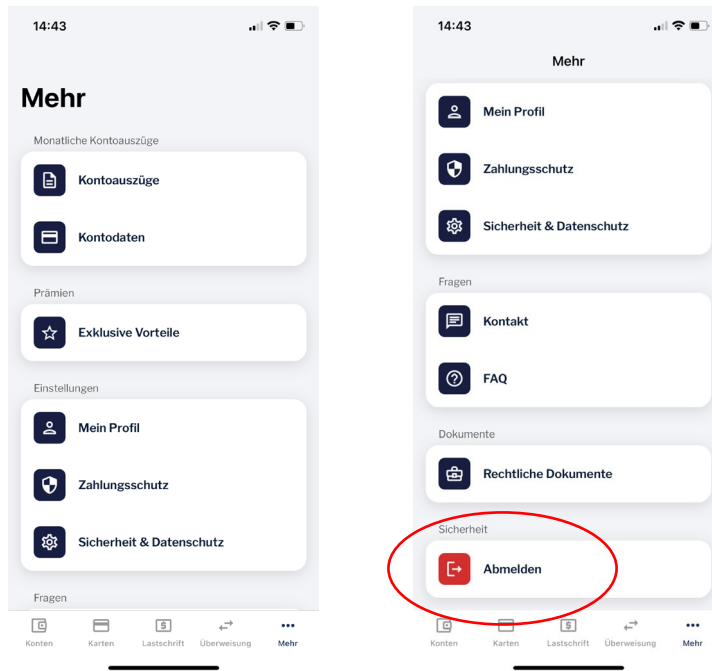 14:43
Mehr
Monatliche Kontoauszüge
Kontoauszüge
Kontodaten
Prämien
Exklusive Vorteile
Einstellungen
Mein Profil
Zahlungsschutz
Sicherheit & Datenschutz
Fragen
Konten
Karten
Lastschrift
Überweisung
Mehr
14:43
Mehr
Mein Profil
Zahlungsschutz
Sicherheit & Datenschutz
Fragen
Kontakt
FAQ
Dokumente
Rechtliche Dokumente
Sicherheit
Abmelden
Konten
Karten
Lastschrift
Überweisung
Mehr